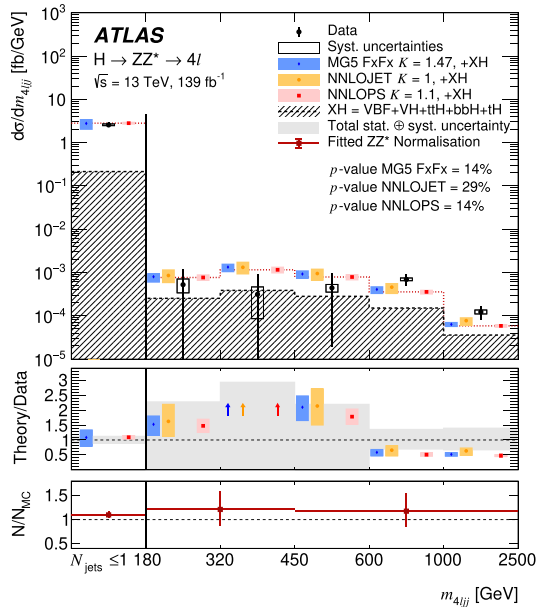 ATLAS
H → ZZ* → 4l
√s = 13 TeV, 139 fb⁻¹
Data
Syst. uncertainties
MG5 FxFx K = 1.47, +XH
NNLOJET K = 1, +XH
NNLOPS K = 1.1, +XH
XH = VBF+VH+ttH+bbH+tH
Total stat. ⊕ syst. uncertainty
Fitted ZZ* Normalisation
p-value MG5 FxFx = 14%
p-value NNLOJET = 29%
p-value NNLOPS = 14%
dσ/dm₄ₗⱼⱼ [fb/GeV]
10³
10²
10
1
10⁻¹
10⁻²
10⁻³
10⁻⁴
10⁻⁵
Theory/Data
3
2.5
2
1.5
1
0.5
N/N_MC
1.5
1
0.5
N_jets ≤1 180 320 450 600 1000 2500
m₄ₗⱼⱼ [GeV]